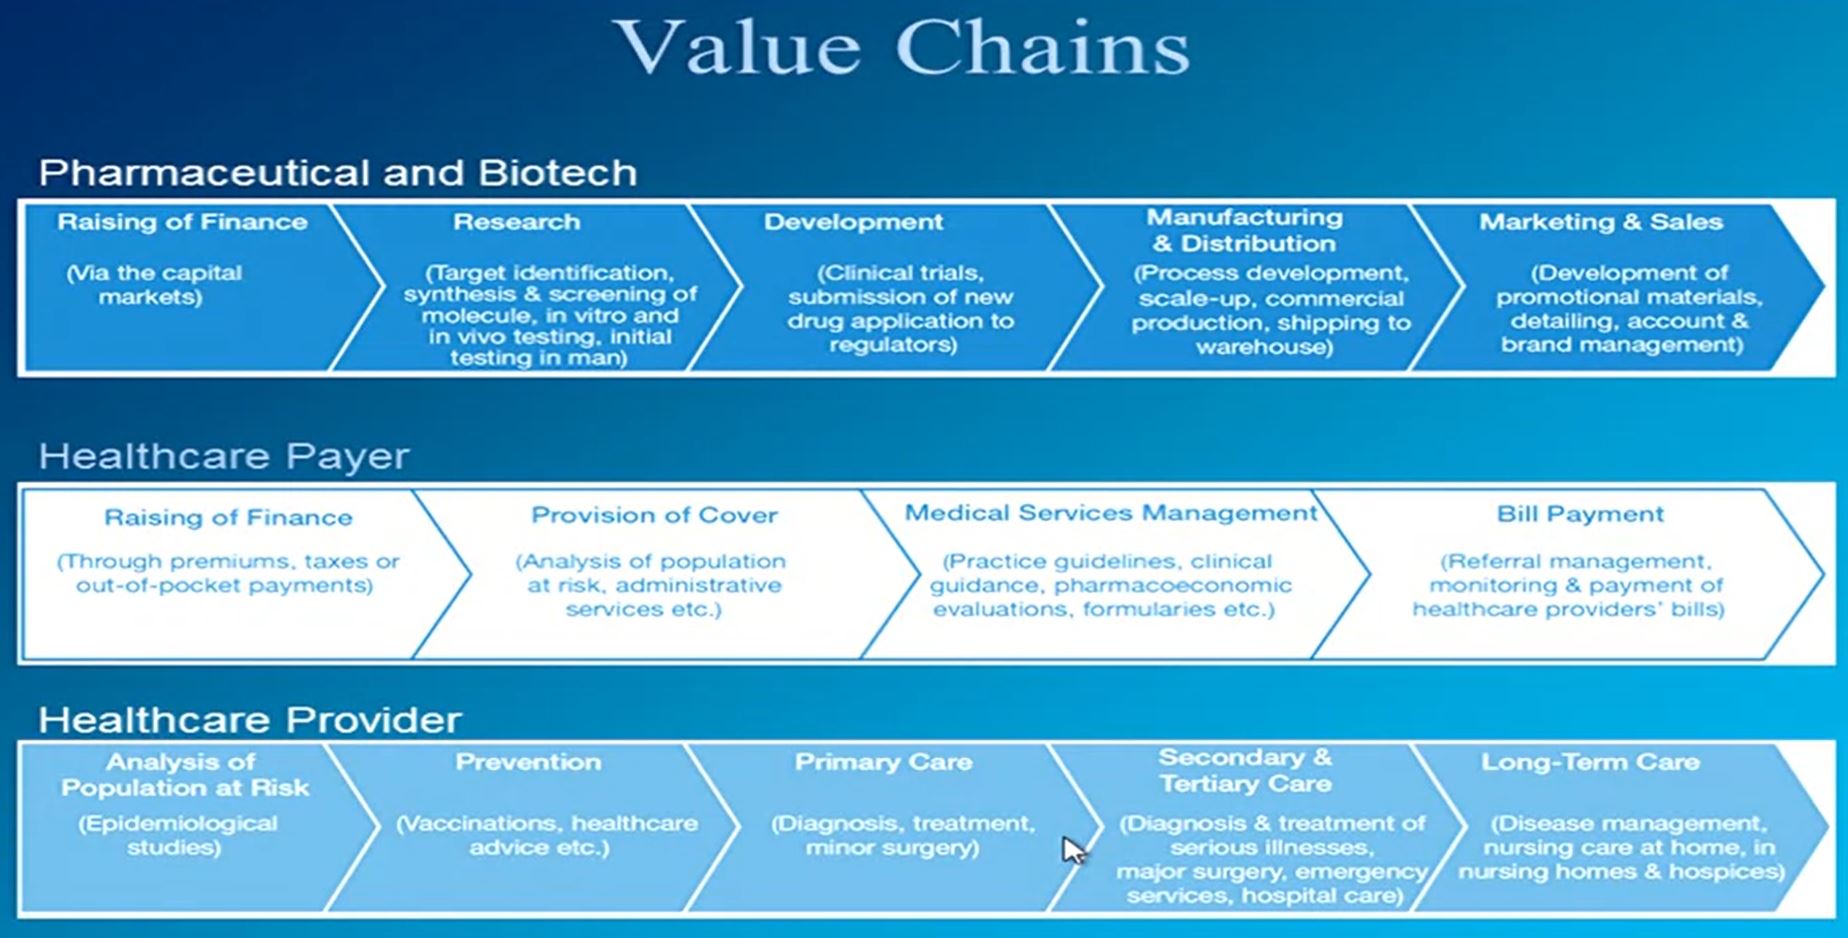 Value Chains
Pharmaceutical and Biotech
Raising of Finance
(Via the capital
markets)
Research
(Target identification,
synthesis & screening of
molecule, in vitro and
in vivo testing, initial
testing in man)
Development
(Clinical trials,
submission of new
drug application to
regulators)
Manufacturing
& Distribution
(Process development,
scale-up, commercial
production, shipping to
warehouse)
Marketing & Sales
(Development of
promotional materials,
detailing, account &
brand management)
Healthcare Payer
Raising of Finance
(Through premiums, taxes or
out-of-pocket payments)
Provision of Cover
(Analysis of population
at risk, administrative
services etc.)
Medical Services Management
(Practice guidelines, clinical
guidance, pharmacoeconomic
evaluations, formularies etc.)
Bill Payment
(Referral management,
monitoring & payment of
healthcare providers' bills)
Healthcare Provider
Analysis of
Population at Risk
(Epidemiological
studies)
Prevention
(Vaccinations, healthcare
advice etc.)
Primary Care
(Diagnosis, treatment,
minor surgery)
Secondary &
Tertiary Care
(Diagnosis & treatment of
serious illnesses,
major surgery, emergency
services, hospital care)
Long-Term Care
(Disease management,
nursing care at home, in
nursing homes & hospices)